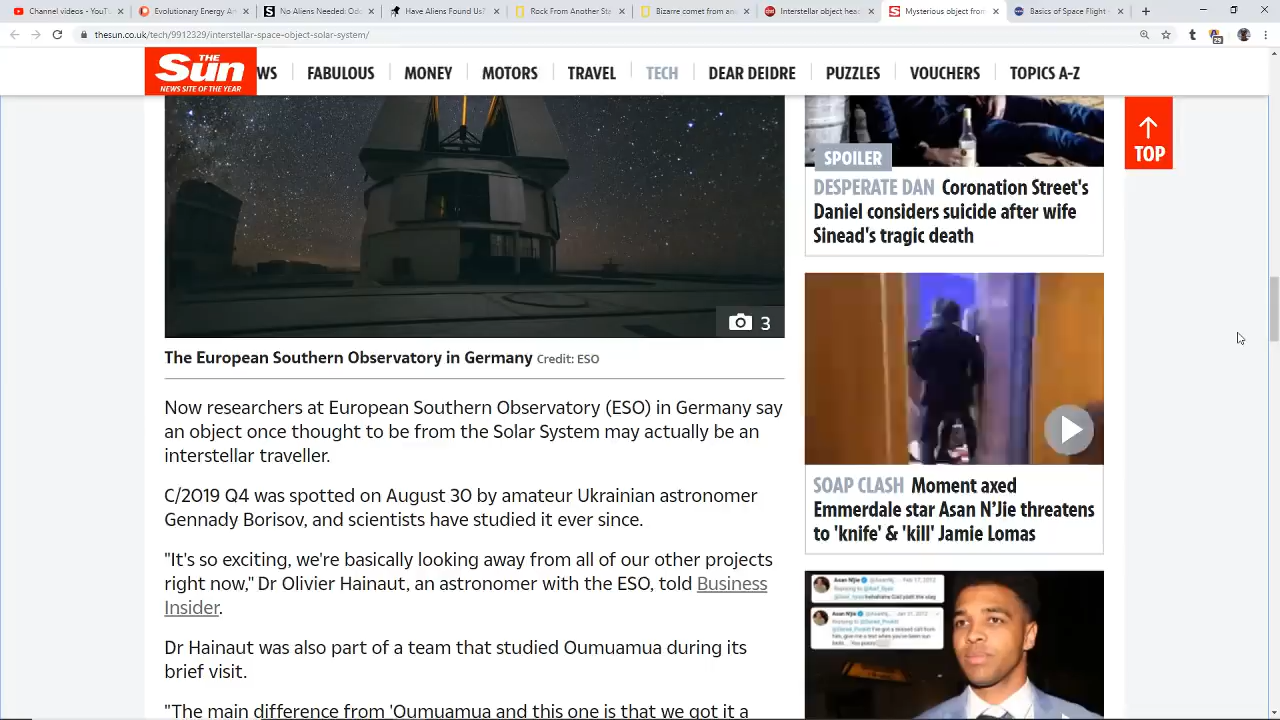 Channel videos - YouTu
Evolutionary Energy Ar
No Aliens Needed: Od
Have Aliens Found Us?
Rock From Another Sta
Bizarre comet from an
Interstellar object hea
Mysterious object from
Basics of Space Flight -
thesun.co.uk/tech/9912329/interstellar-space-object-solar-system/
THE
Sun
NEWS SITE OF THE YEAR
WS
FABULOUS
MONEY
MOTORS
TRAVEL
TECH
DEAR DEIDRE
PUZZLES
VOUCHERS
TOPICS A-Z
TOP
3
The European Southern Observatory in Germany Credit: ESO
Now researchers at European Southern Observatory (ESO) in Germany say
an object once thought to be from the Solar System may actually be an
interstellar traveller.
C/2019 Q4 was spotted on August 30 by amateur Ukrainian astronomer
Gennady Borisov, and scientists have studied it ever since.
"It's so exciting, we're basically looking away from all of our other projects
right now," Dr Olivier Hainaut, an astronomer with the ESO, told Business
Insider.
Dr Hainaut was also part of a team that studied 'Oumuamua during its
brief visit.
"The main difference from 'Oumuamua and this one is that we got it a
SPOILER
DESPERATE DAN Coronation Street's
Daniel considers suicide after wife
Sinead's tragic death
SOAP CLASH Moment axed
Emmerdale star Asan N'Jie threatens
to 'knife' & 'kill' Jamie Lomas